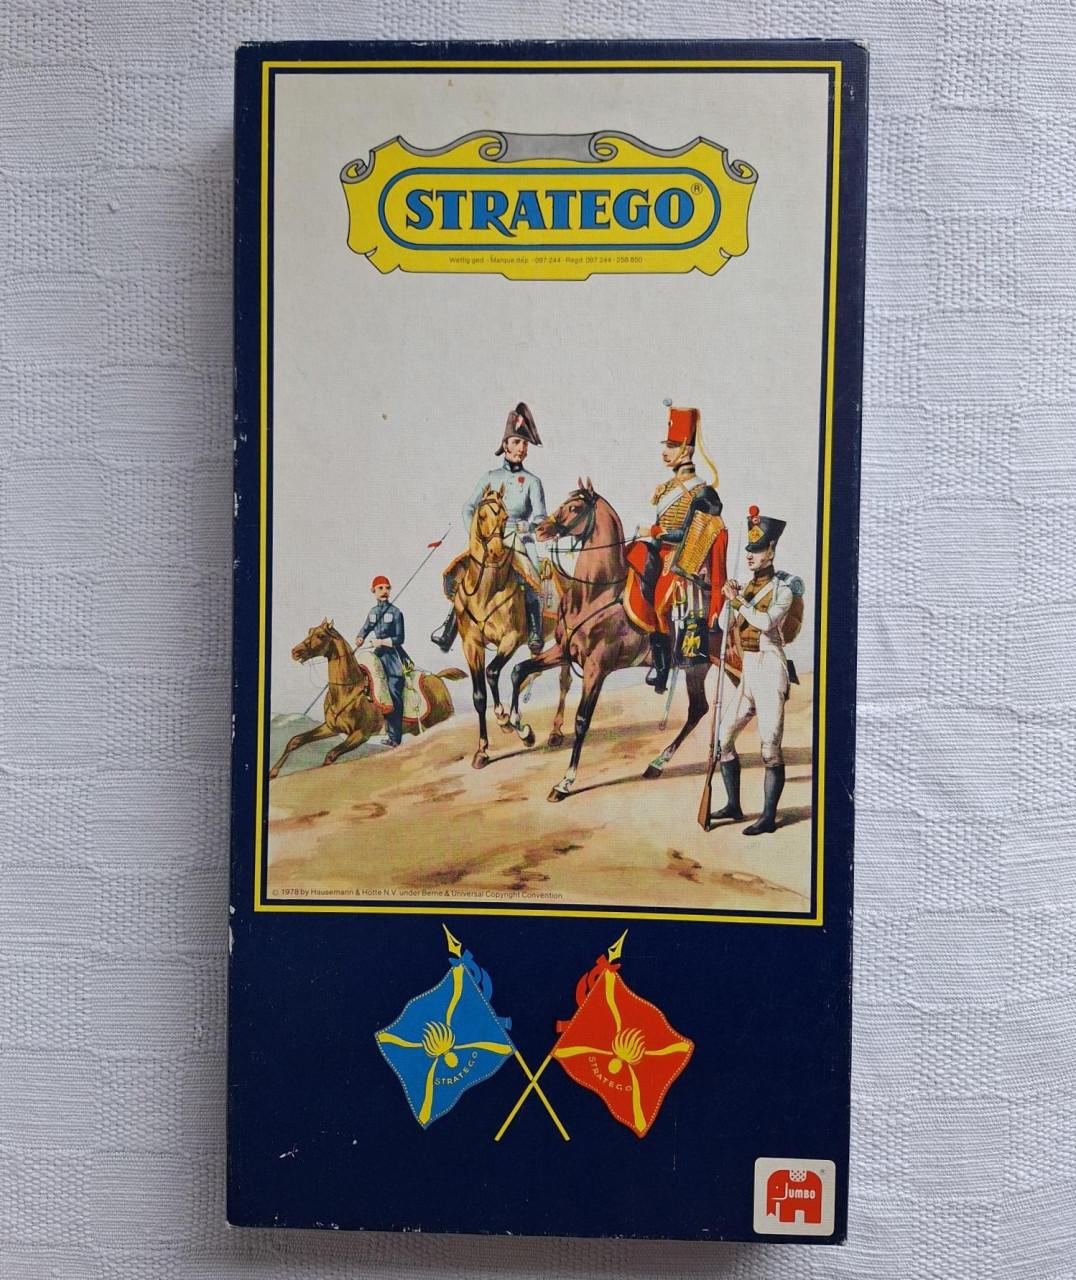 STRATEGO®
Wettig ged. - Marque dép. - 097 244 - Regd. 097 244 - 256 850
© 1978 by Hausemann & Hötte N.V. under Berne & Universal Copyright Convention
STRATEGO
STRATEGO
JUMBO®